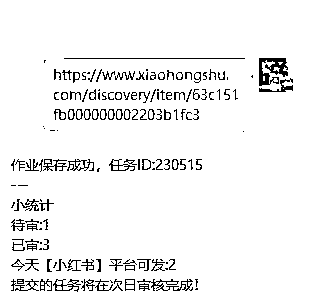 https://www.xiaohongshu.
com/discovery/item/63c151
fb000000002203b1fc3
作业保存成功，任务ID:230515
---
小统计
待审:1
已审:3
今天【小红书】平台可发:2
提交的任务将在次日审核完成!